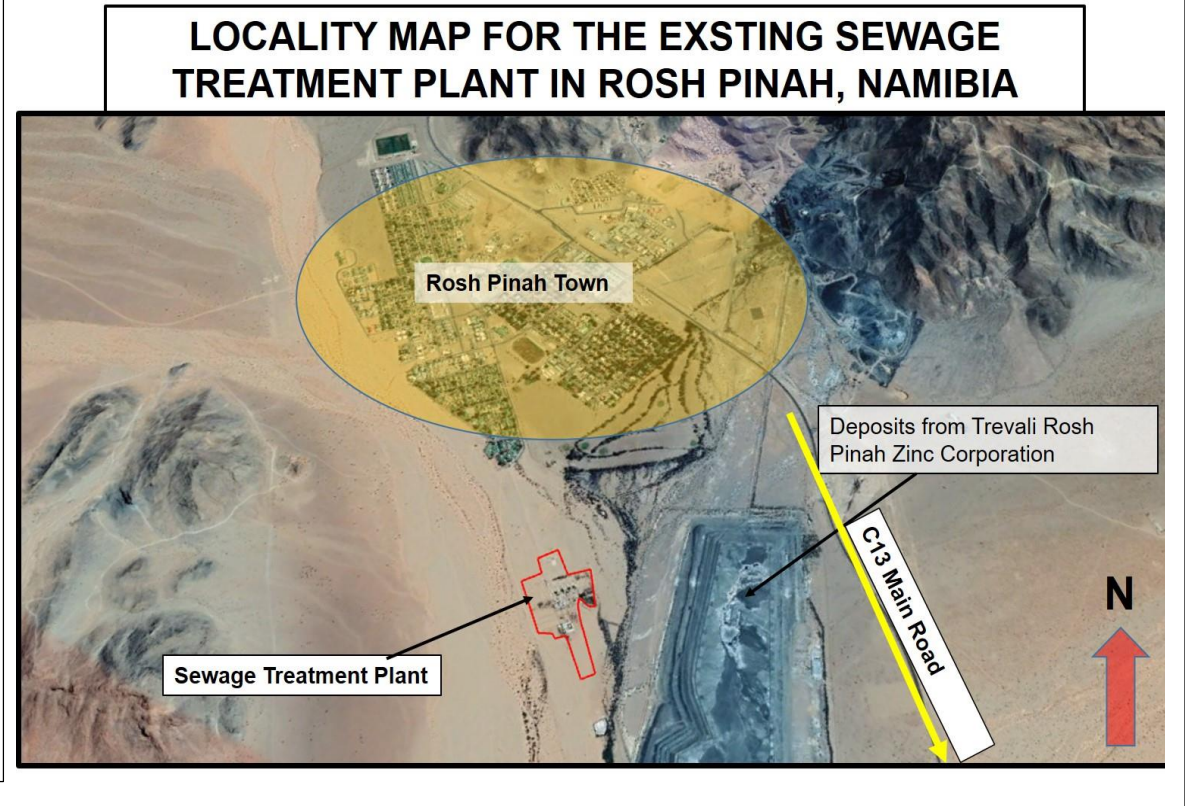 LOCALITY MAP FOR THE EXSTING SEWAGE
TREATMENT PLANT IN ROSH PINAH, NAMIBIA
Rosh Pinah Town
Deposits from Trevali Rosh
Pinah Zinc Corporation
C13 Main Road
N
Sewage Treatment Plant